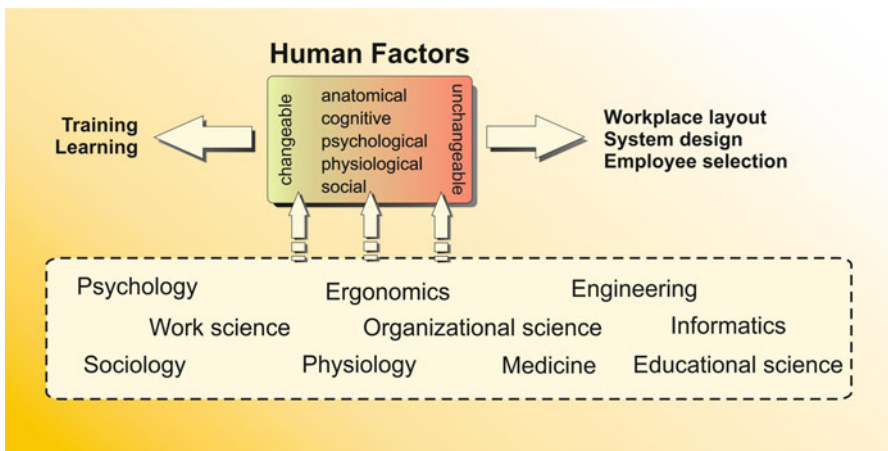 Human Factors
Training
Learning
changeable
anatomical
cognitive
psychological
physiological
social
unchangeable
Workplace layout
System design
Employee selection
Psychology
Ergonomics
Engineering
Work science
Organizational science
Informatics
Sociology
Physiology
Medicine
Educational science